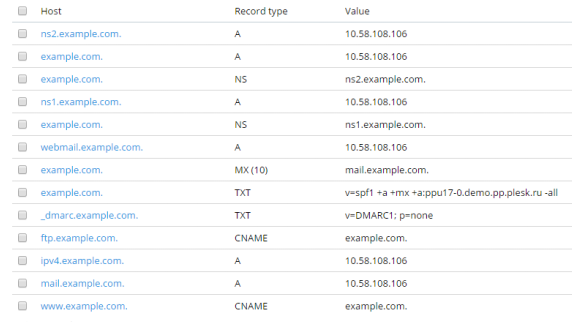 Host Record type Value
ns2.example.com. A 10.58.108.106
example.com. A 10.58.108.106
example.com. NS ns2.example.com.
ns1.example.com. A 10.58.108.106
example.com. NS ns1.example.com.
webmail.example.com. A 10.58.108.106
example.com. MX (10) mail.example.com.
example.com. TXT v=spf1 +a +mx +a:ppu17-0.demo.pp.plesk.ru -all
_dmarc.example.com. TXT v=DMARC1; p=none
ftp.example.com. CNAME example.com.
ipv4.example.com. A 10.58.108.106
mail.example.com. A 10.58.108.106
www.example.com. CNAME example.com.